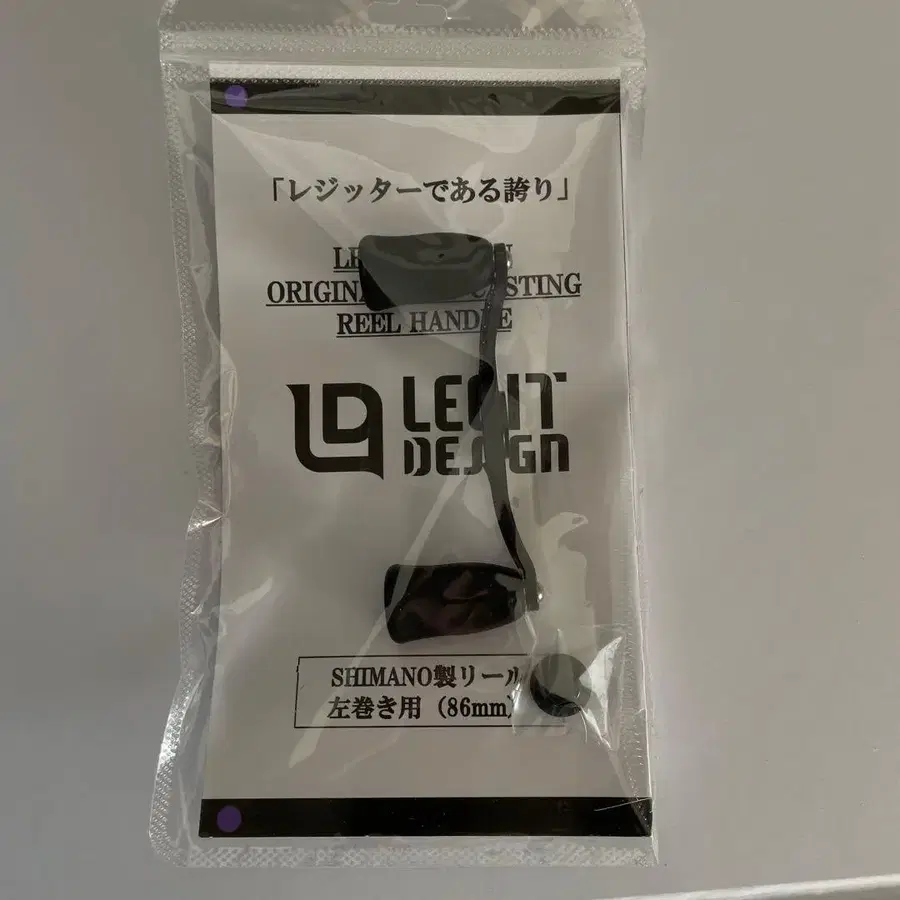 「レジッターである誇り」
REEL HANDLE
LEGIT
DESIGN
SHIMANO製リール
左巻き用（86mm）